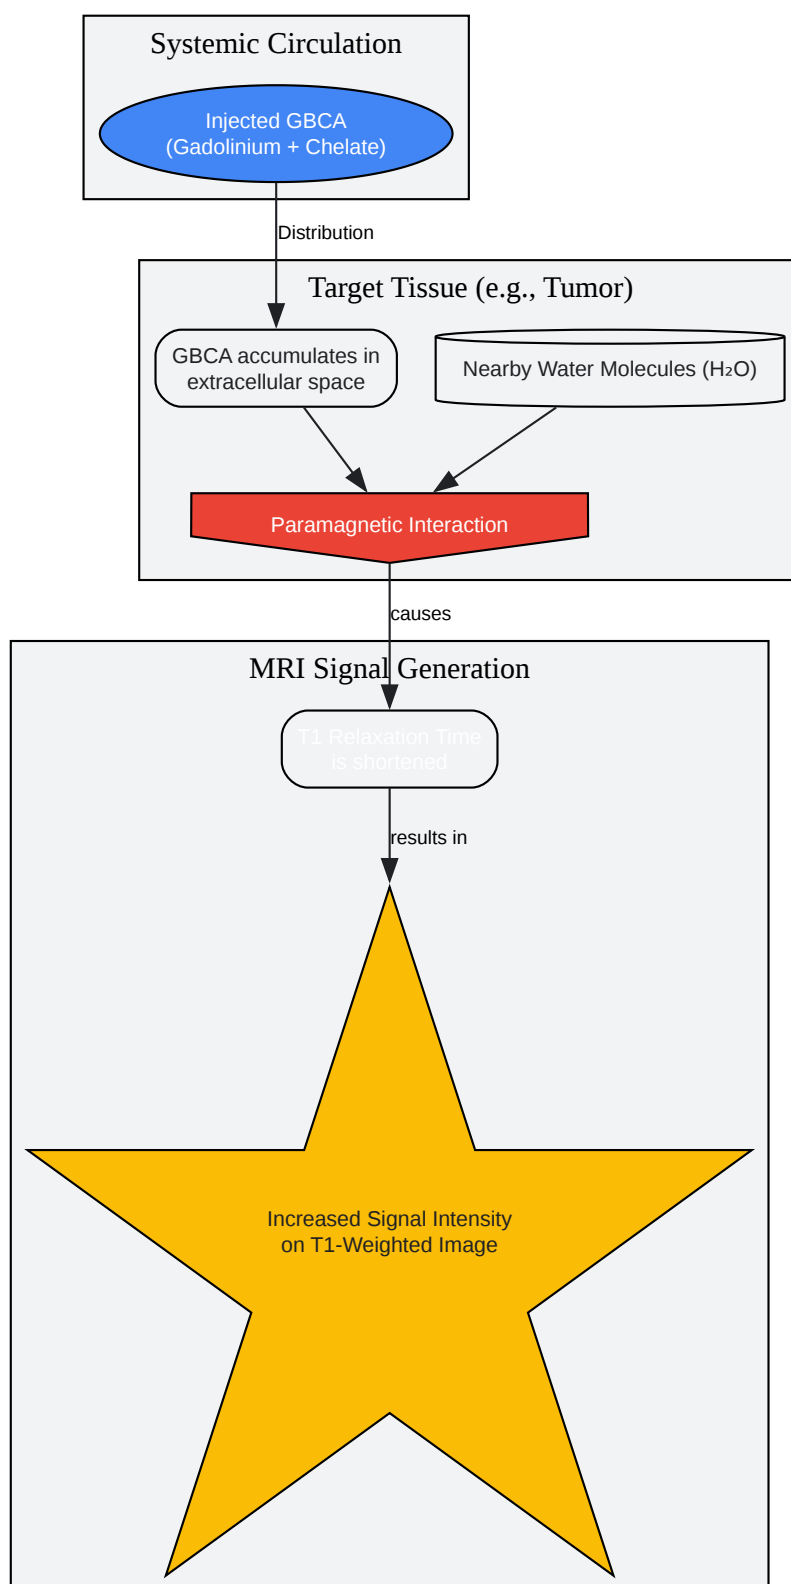 Systemic Circulation
Injected GBCA
(Gadolinium + Chelate)
Distribution
Target Tissue (e.g., Tumor)
GBCA accumulates in
extracellular space
Nearby Water Molecules (H₂O)
Paramagnetic Interaction
causes
MRI Signal Generation
T1 Relaxation Time
is shortened
results in
Increased Signal Intensity
on T1-Weighted Image